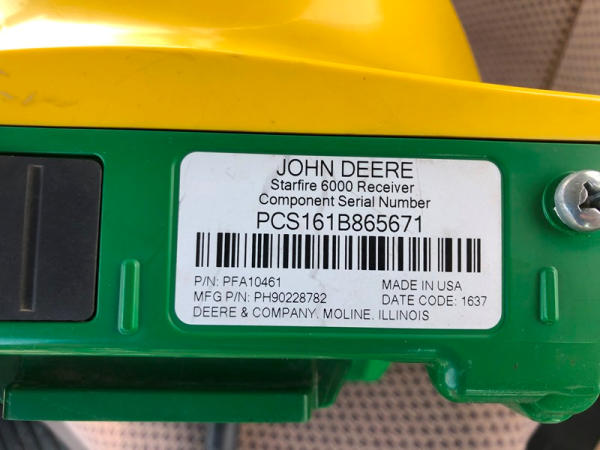 JOHN DEERE
Starfire 6000 Receiver
Component Serial Number
PCS161B865671
P/N: PFA10461 MADE IN USA
MFG P/N: PH90228782 DATE CODE: 1637
DEERE & COMPANY. MOLINE. ILLINOIS